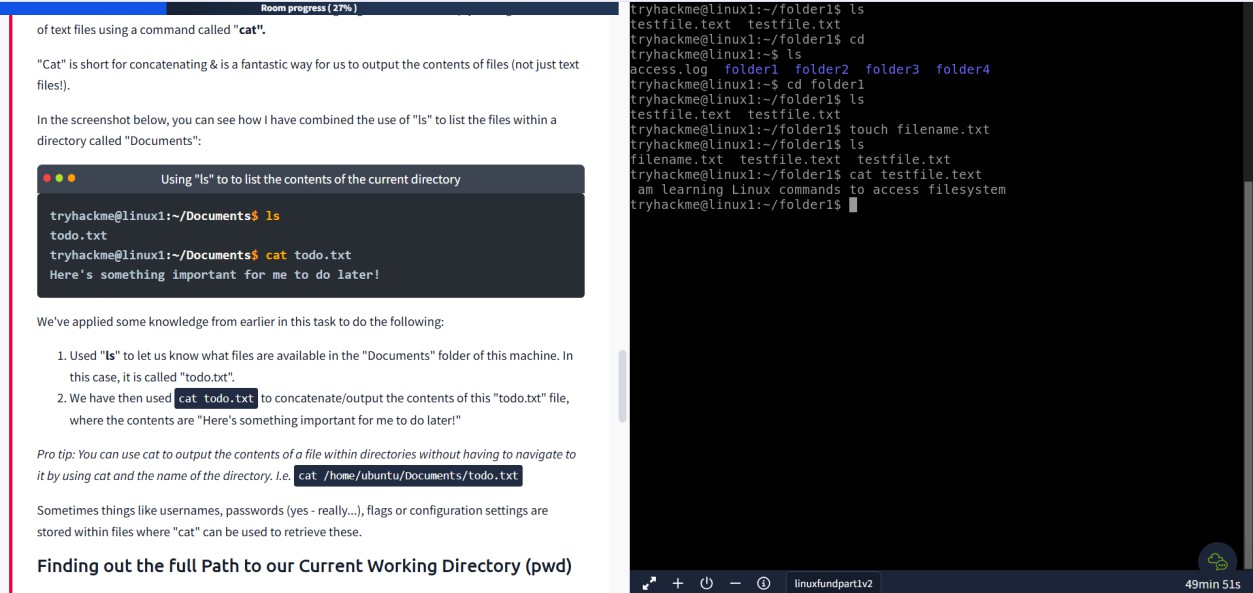 Room progress ( 27% )
of text files using a command called "cat".
"Cat" is short for concatenating & is a fantastic way for us to output the contents of files (not just text
files!).
In the screenshot below, you can see how I have combined the use of "ls" to list the files within a
directory called "Documents":
Using "ls" to to list the contents of the current directory
tryhackme@linux1:~/Documents$ ls
todo.txt
tryhackme@linux1:~/Documents$ cat todo.txt
Here's something important for me to do later!
We've applied some knowledge from earlier in this task to do the following:
1. Used "ls" to let us know what files are available in the "Documents" folder of this machine. In
this case, it is called "todo.txt".
2. We have then used cat todo.txt to concatenate/output the contents of this "todo.txt" file,
where the contents are "Here's something important for me to do later!"
Pro tip: You can use cat to output the contents of a file within directories without having to navigate to
it by using cat and the name of the directory. I.e. cat /home/ubuntu/Documents/todo.txt
Sometimes things like usernames, passwords (yes - really...), flags or configuration settings are
stored within files where "cat" can be used to retrieve these.
Finding out the full Path to our Current Working Directory (pwd)
tryhackme@linux1:~/folder1$ ls
testfile.text  testfile.txt
tryhackme@linux1:~/folder1$ cd
tryhackme@linux1:~$ ls
access.log  folder1  folder2  folder3  folder4
tryhackme@linux1:~$ cd folder1
tryhackme@linux1:~/folder1$ ls
testfile.text  testfile.txt
tryhackme@linux1:~/folder1$ touch filename.txt
tryhackme@linux1:~/folder1$ ls
filename.txt  testfile.text  testfile.txt
tryhackme@linux1:~/folder1$ cat testfile.text
am learning Linux commands to access filesystem
tryhackme@linux1:~/folder1$
linuxfundpart1v2
49min 51s